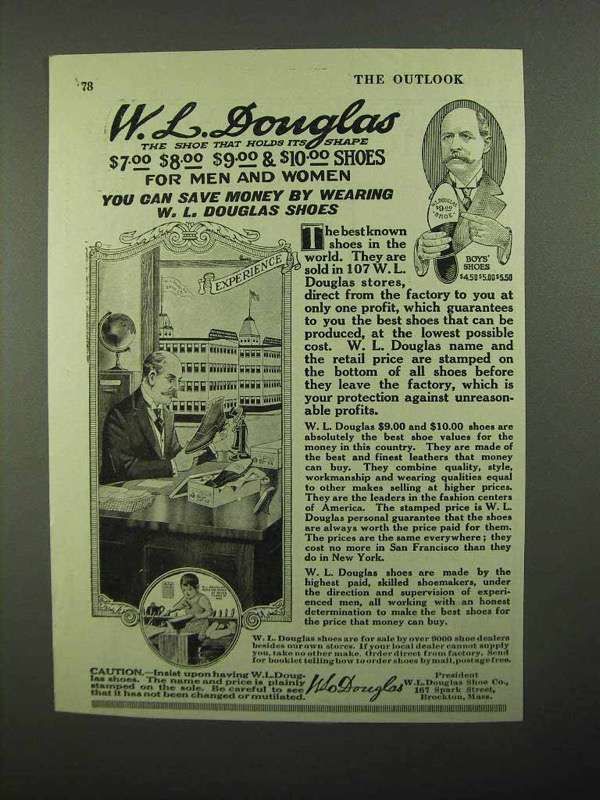 78
THE OUTLOOK
W.L.Douglas
THE SHOE THAT HOLDS ITS SHAPE
$7.00 $8.00 $9.00 & $10.00 SHOES
FOR MEN AND WOMEN
YOU CAN SAVE MONEY BY WEARING
W. L. DOUGLAS SHOES
W.L.DOUGLAS
$9.00
SHOE
BOYS'
SHOES
$4.50 $5.00 $5.50
EXPERIENCE
The best known
shoes in the
world. They are
sold in 107 W. L.
Douglas stores,
direct from the factory to you at
only one profit, which guarantees
to you the best shoes that can be
produced, at the lowest possible
cost. W. L. Douglas name and
the retail price are stamped on
the bottom of all shoes before
they leave the factory, which is
your protection against unreason-
able profits.
W. L. Douglas $9.00 and $10.00 shoes are
absolutely the best shoe values for the
money in this country. They are made of
the best and finest leathers that money
can buy. They combine quality, style,
workmanship and wearing qualities equal
to other makes selling at higher prices.
They are the leaders in the fashion centers
of America. The stamped price is W. L.
Douglas personal guarantee that the shoes
are always worth the price paid for them.
The prices are the same everywhere; they
cost no more in San Francisco than they
do in New York.
W. L. Douglas shoes are made by the
highest paid, skilled shoemakers, under
the direction and supervision of experi-
enced men, all working with an honest
determination to make the best shoes for
the price that money can buy.
W. L. Douglas shoes are for sale by over 9000 shoe dealers
besides our own stores. If your local dealer cannot supply
you, take no other make. Order direct from factory. Send
for booklet telling how to order shoes by mail, postage free.
CAUTION.—Insist upon having W.L.Doug-
las shoes. The name and price is plainly
stamped on the sole. Be careful to see
that it has not been changed or mutilated.
W.L.Douglas
President
W.L.Douglas Shoe Co.,
167 Spark Street,
Brockton, Mass.